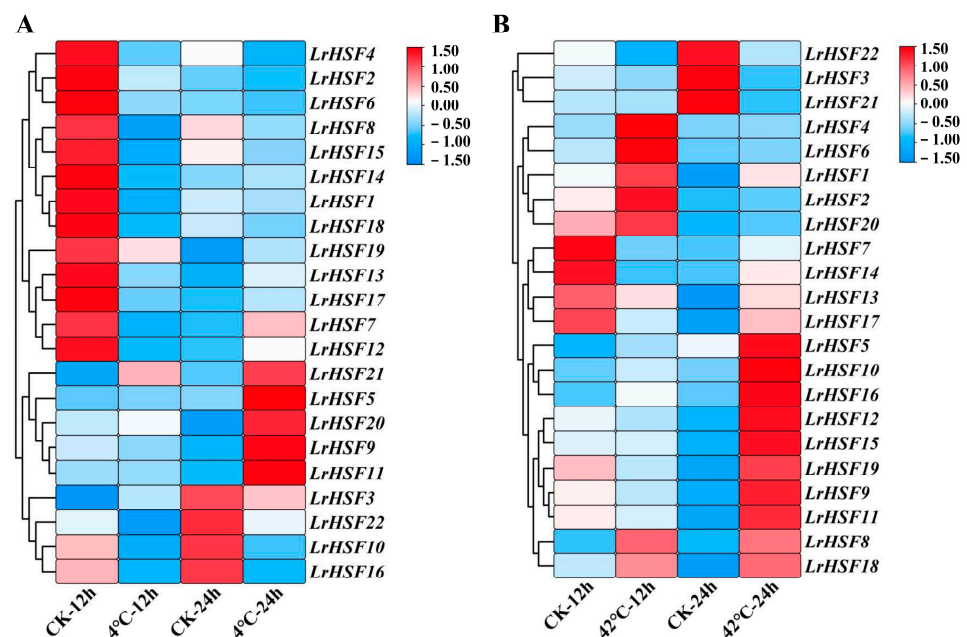 A
LrHSF4
LrHSF2
LrHSF6
LrHSF8
LrHSF15
LrHSF14
LrHSF1
LrHSF18
LrHSF19
LrHSF13
LrHSF17
LrHSF7
LrHSF12
LrHSF21
LrHSF5
LrHSF20
LrHSF9
LrHSF11
LrHSF3
LrHSF22
LrHSF10
LrHSF16
CK-12h
4°C-12h
CK-24h
4°C-24h
1.50
1.00
0.50
0.00
- 0.50
- 1.00
- 1.50
B
LrHSF22
LrHSF3
LrHSF21
LrHSF4
LrHSF6
LrHSF1
LrHSF2
LrHSF20
LrHSF7
LrHSF14
LrHSF13
LrHSF17
LrHSF5
LrHSF10
LrHSF16
LrHSF12
LrHSF15
LrHSF19
LrHSF9
LrHSF11
LrHSF8
LrHSF18
CK-12h
42°C-12h
CK-24h
42°C-24h
1.50
1.00
0.50
0.00
- 0.50
- 1.00
- 1.50